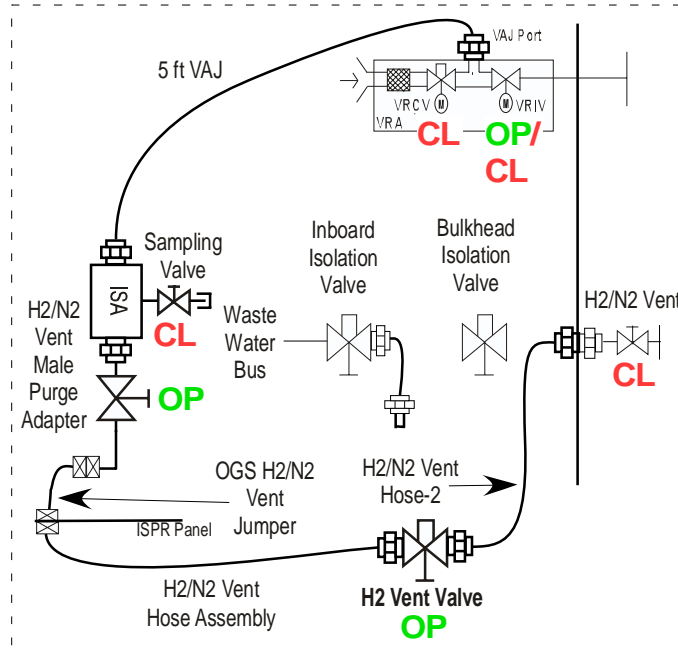 VAJ Port
5 ft VAJ
VRCV
M
M
VRIV
VRA
CL
OP/
CL
Sampling
Valve
Inboard
Isolation
Valve
Bulkhead
Isolation
Valve
ISA
H2/N2
Vent
Male
Purge
Adapter
CL
Waste
Water
Bus
H2/N2 Vent
CL
OP
OGS H2/N2
Vent
Jumper
H2/N2 Vent
Hose-2
ISPR Panel
H2/N2 Vent
Hose Assembly
H2 Vent Valve
OP